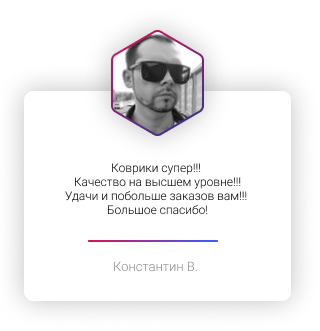 Коврики супер!!!
Качество на высшем уровне!!!
Удачи и побольше заказов вам!!!
Большое спасибо!
Константин В.